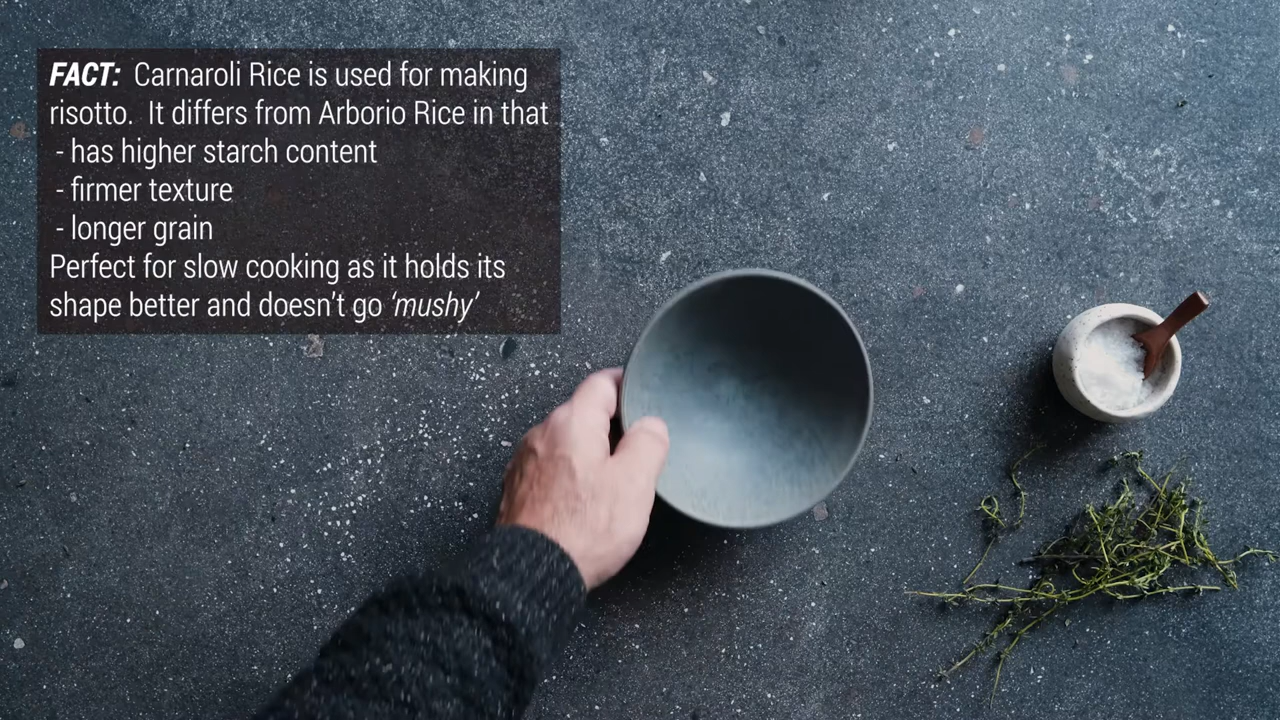 FACT: Carnaroli Rice is used for making
risotto. It differs from Arborio Rice in that
- has higher starch content
- firmer texture
- longer grain
Perfect for slow cooking as it holds its
shape better and doesn't go 'mushy'